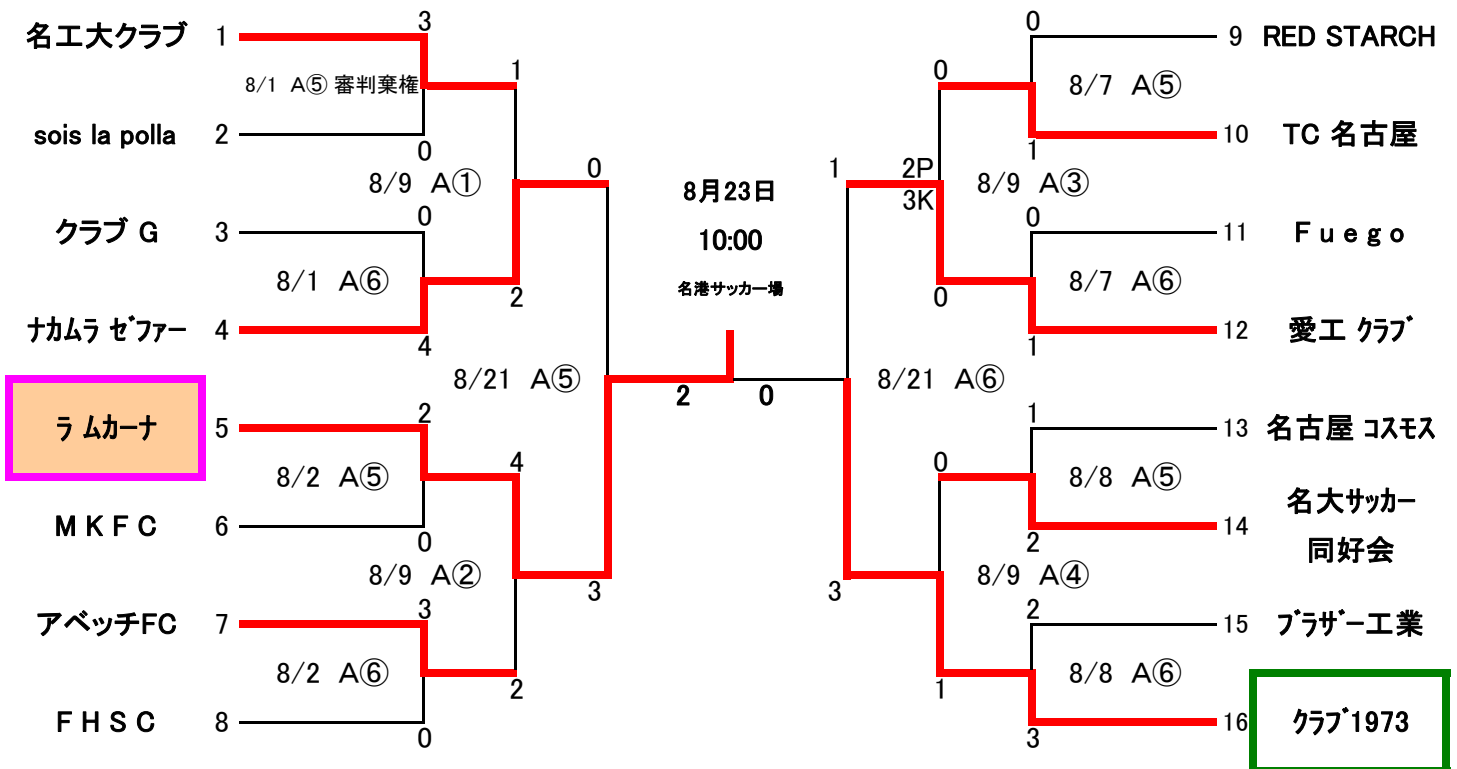 名工大クラブ 1
3
8/1 A⑤ 審判棄権
1
sois la polla 2
0
8/9 A①
0
クラブ G 3
0
8/1 A⑥
2
ナカムラ ゼファー 4
4
8/21 A⑤
ラ ムカーナ 5
2
8/2 A⑤
4
M K F C 6
0
8/9 A②
3
アベッチFC 7
3
8/2 A⑥
2
F H S C 8
0
8月23日
10:00
名港サッカー場
2 0
0
9 RED STARCH
0
8/7 A⑤
10 TC 名古屋
1
1
2P
3K
8/9 A③
0
11 F u e g o
8/7 A⑥
0
12 愛工 クラブ
1
8/21 A⑥
1
13 名古屋 コスモス
0
8/8 A⑤
14 名大サッカー
同好会
2
3
8/9 A④
2
15 ブラザー工業
8/8 A⑥
1
16 クラブ1973
3